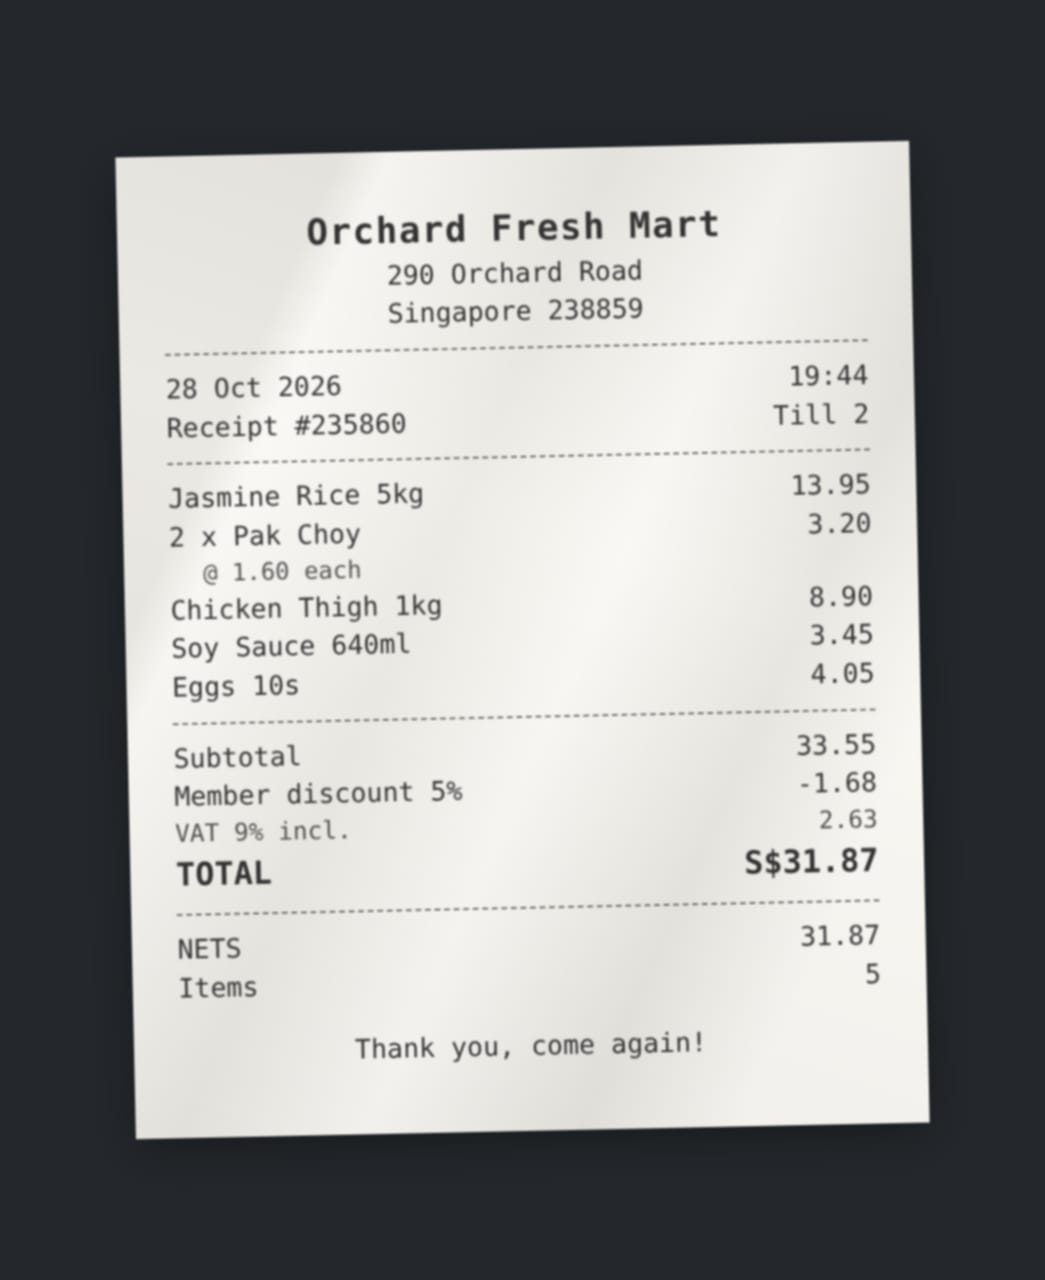 Orchard Fresh Mart
290 Orchard Road
Singapore 238859
28 Oct 2026 19:44
Receipt #235860 Till 2
Jasmine Rice 5kg 13.95
2 x Pak Choy 3.20
@ 1.60 each
Chicken Thigh 1kg 8.90
Soy Sauce 640ml 3.45
Eggs 10s 4.05
Subtotal 33.55
Member discount 5% -1.68
VAT 9% incl. 2.63
TOTAL S$31.87
NETS 31.87
Items 5
Thank you, come again!